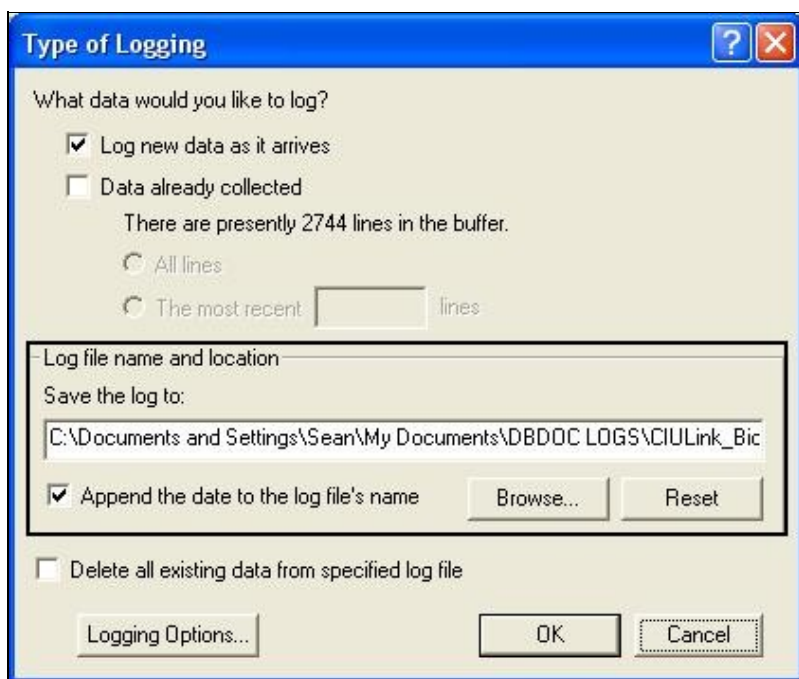 Type of Logging
What data would you like to log?
Log new data as it arrives
Data already collected
There are presently 2744 lines in the buffer.
All lines
The most recent lines
Log file name and location
Save the log to:
C:\Documents and Settings\Sean\My Documents\DBDOC LOGS\CIULink_Bic
Append the date to the log file's name Browse... Reset
Delete all existing data from specified log file
Logging Options... OK Cancel